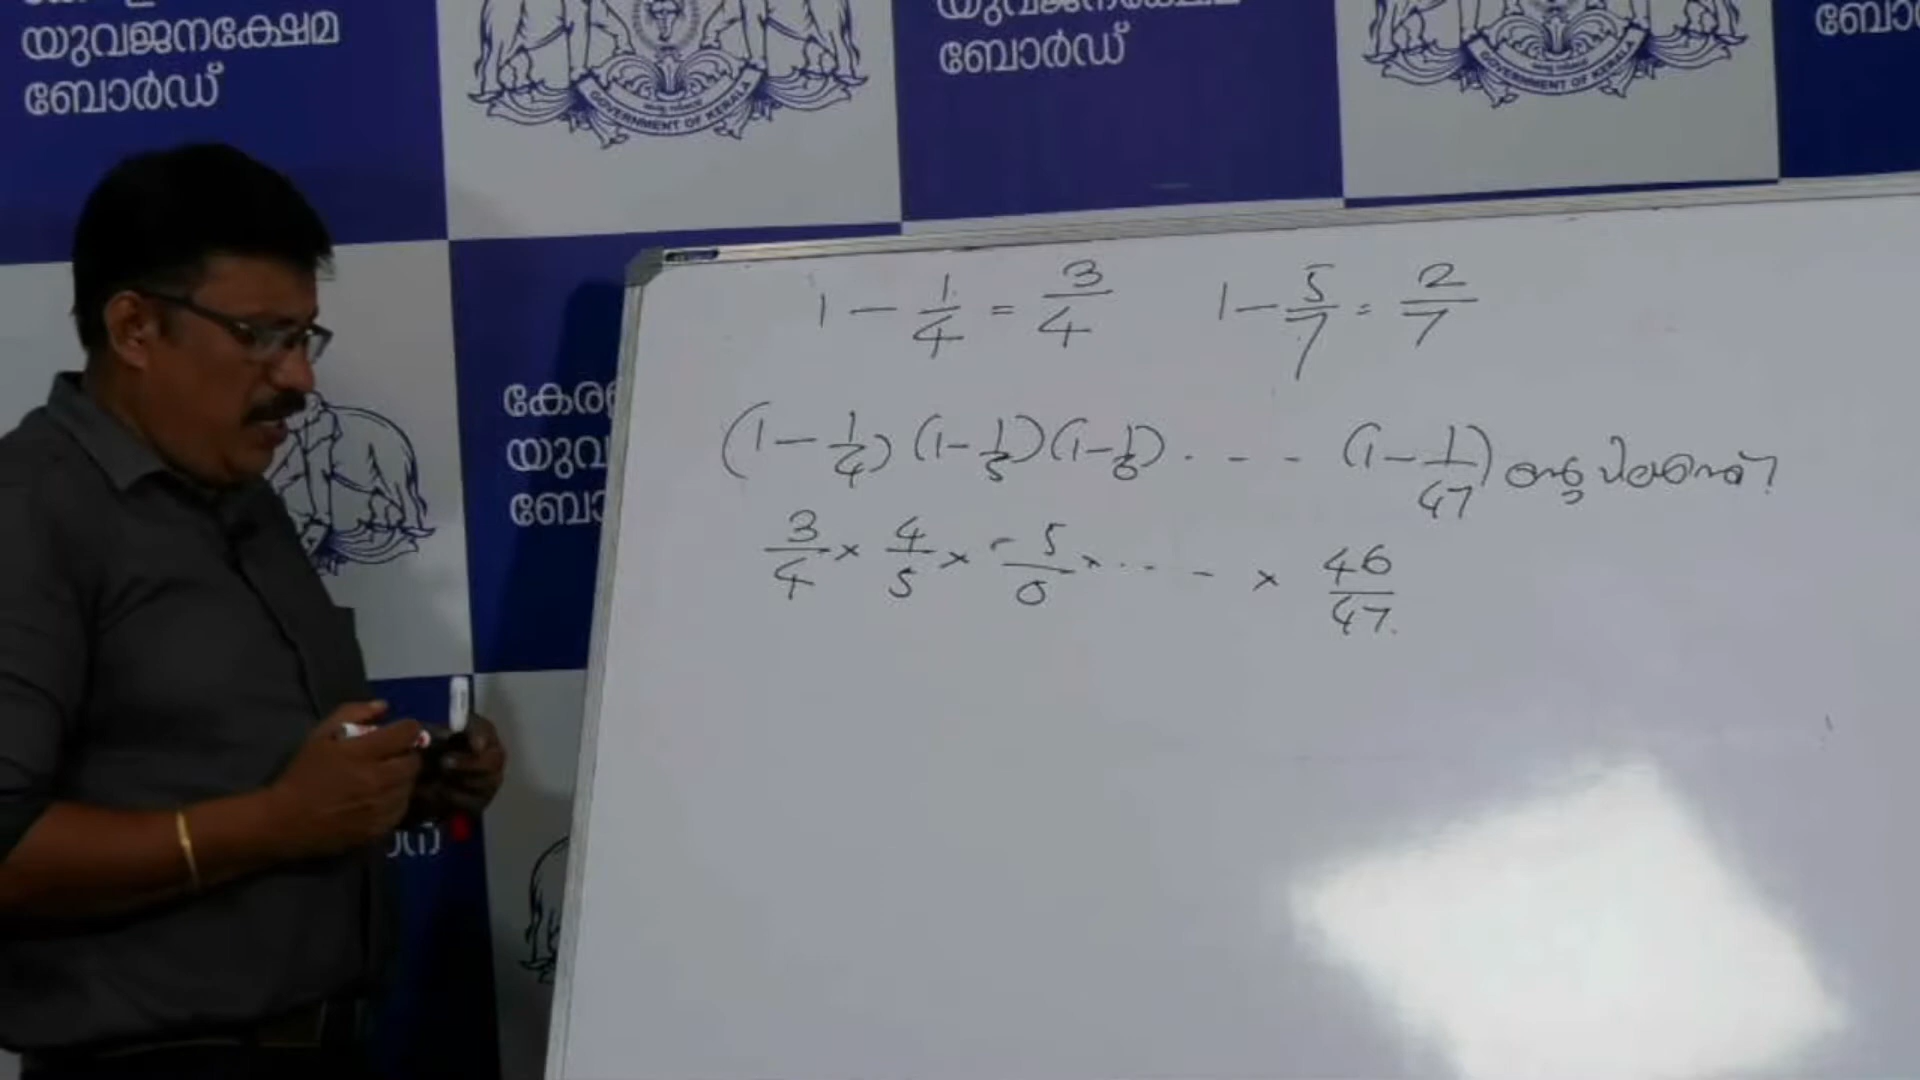 യുവജനക്ഷേമ
ബോർഡ്
GOVERNMENT OF KERALA
യുവജനക്ഷേമ
ബോർഡ്
GOVERNMENT OF KERALA
ബോ
1 - 1/4 = 3/4    1 - 5/7 = 2/7
കേര
യുവ
ബോ
(1 - 1/4) (1 - 1/5) (1 - 1/6) . - - - (1 - 1/47)
3/4 × 4/5 × 5/6 × ... - × 46/47